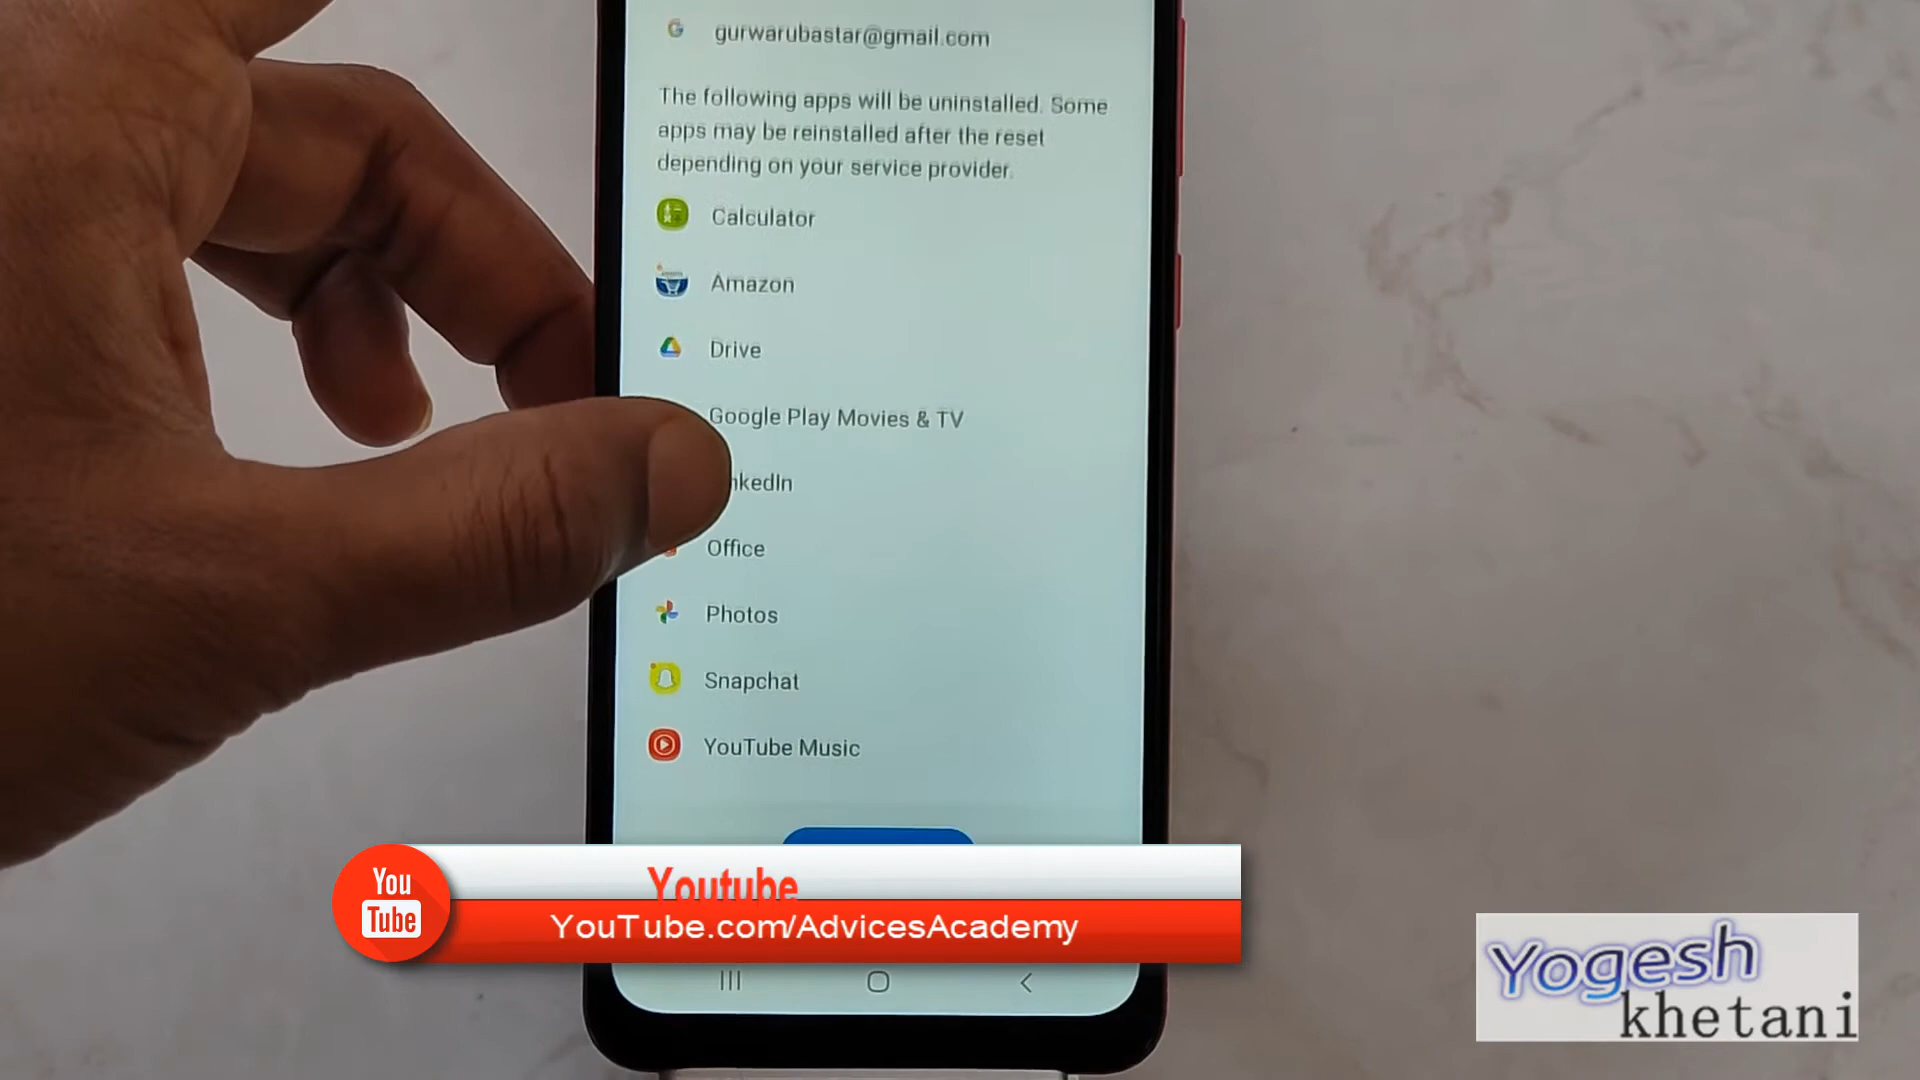 gurwarubastar@gmail.com
The following apps will be uninstalled. Some
apps may be reinstalled after the reset
depending on your service provider.
Calculator
Amazon
Drive
Google Play Movies & TV
nkedIn
Office
Photos
Snapchat
YouTube Music
You
Tube
Youtube
YouTube.com/AdvicesAcademy
Yogesh
khetani